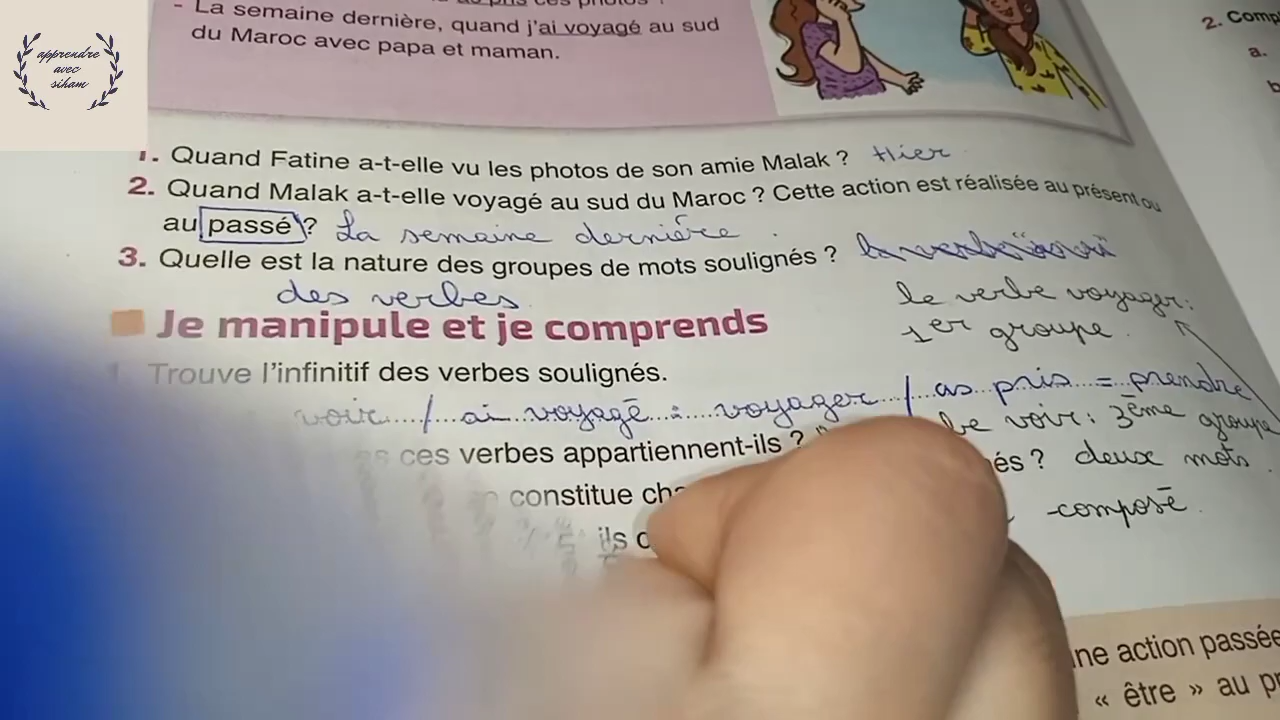 apprendre
avec
siham
- La semaine dernière, quand j'ai voyagé au sud
du Maroc avec papa et maman.
1. Quand Fatine a-t-elle vu les photos de son amie Malak ? Hier
2. Quand Malak a-t-elle voyagé au sud du Maroc ? Cette action est réalisée au présent ou
au passé ? La semaine dernière .
3. Quelle est la nature des groupes de mots soulignés ?
des verbes
le verbe voyager:
1er groupe.
Je manipule et je comprends
Trouve l'infinitif des verbes soulignés.
voir / ai voyagé : voyager / as pris = prendre
voir : 3ème groupe
ces verbes appartiennent-ils ?
és ? deux mots
constitue
-composé.
ils
ne action passée
« être » au
2.
a.